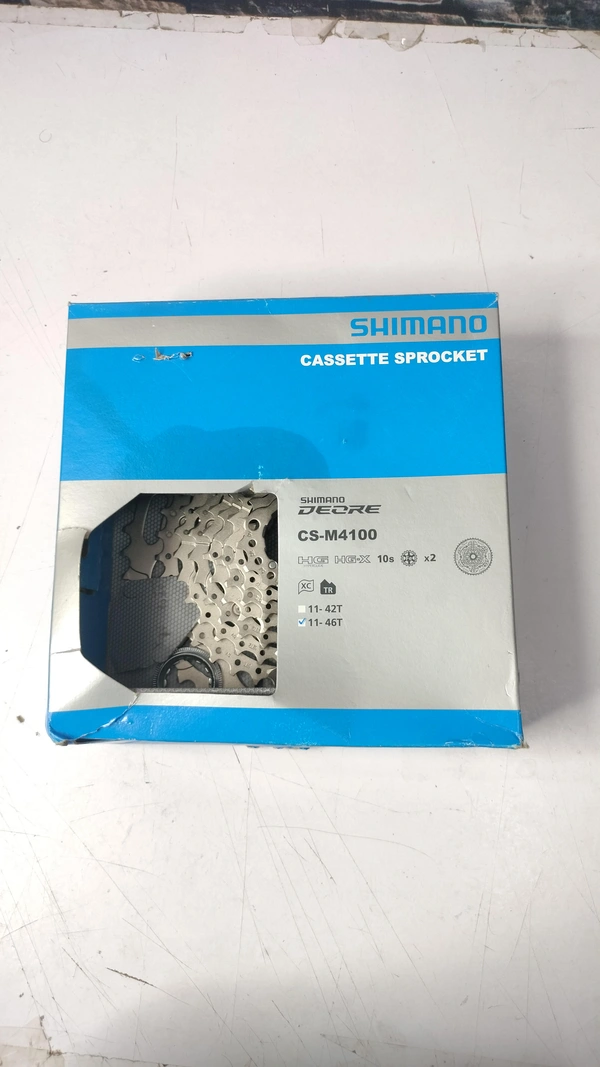 SHIMANO
CASSETTE SPROCKET
SHIMANO
DEORE
CS-M4100
HG HG-X 10s x2
XC TR
11- 42T
11- 46T